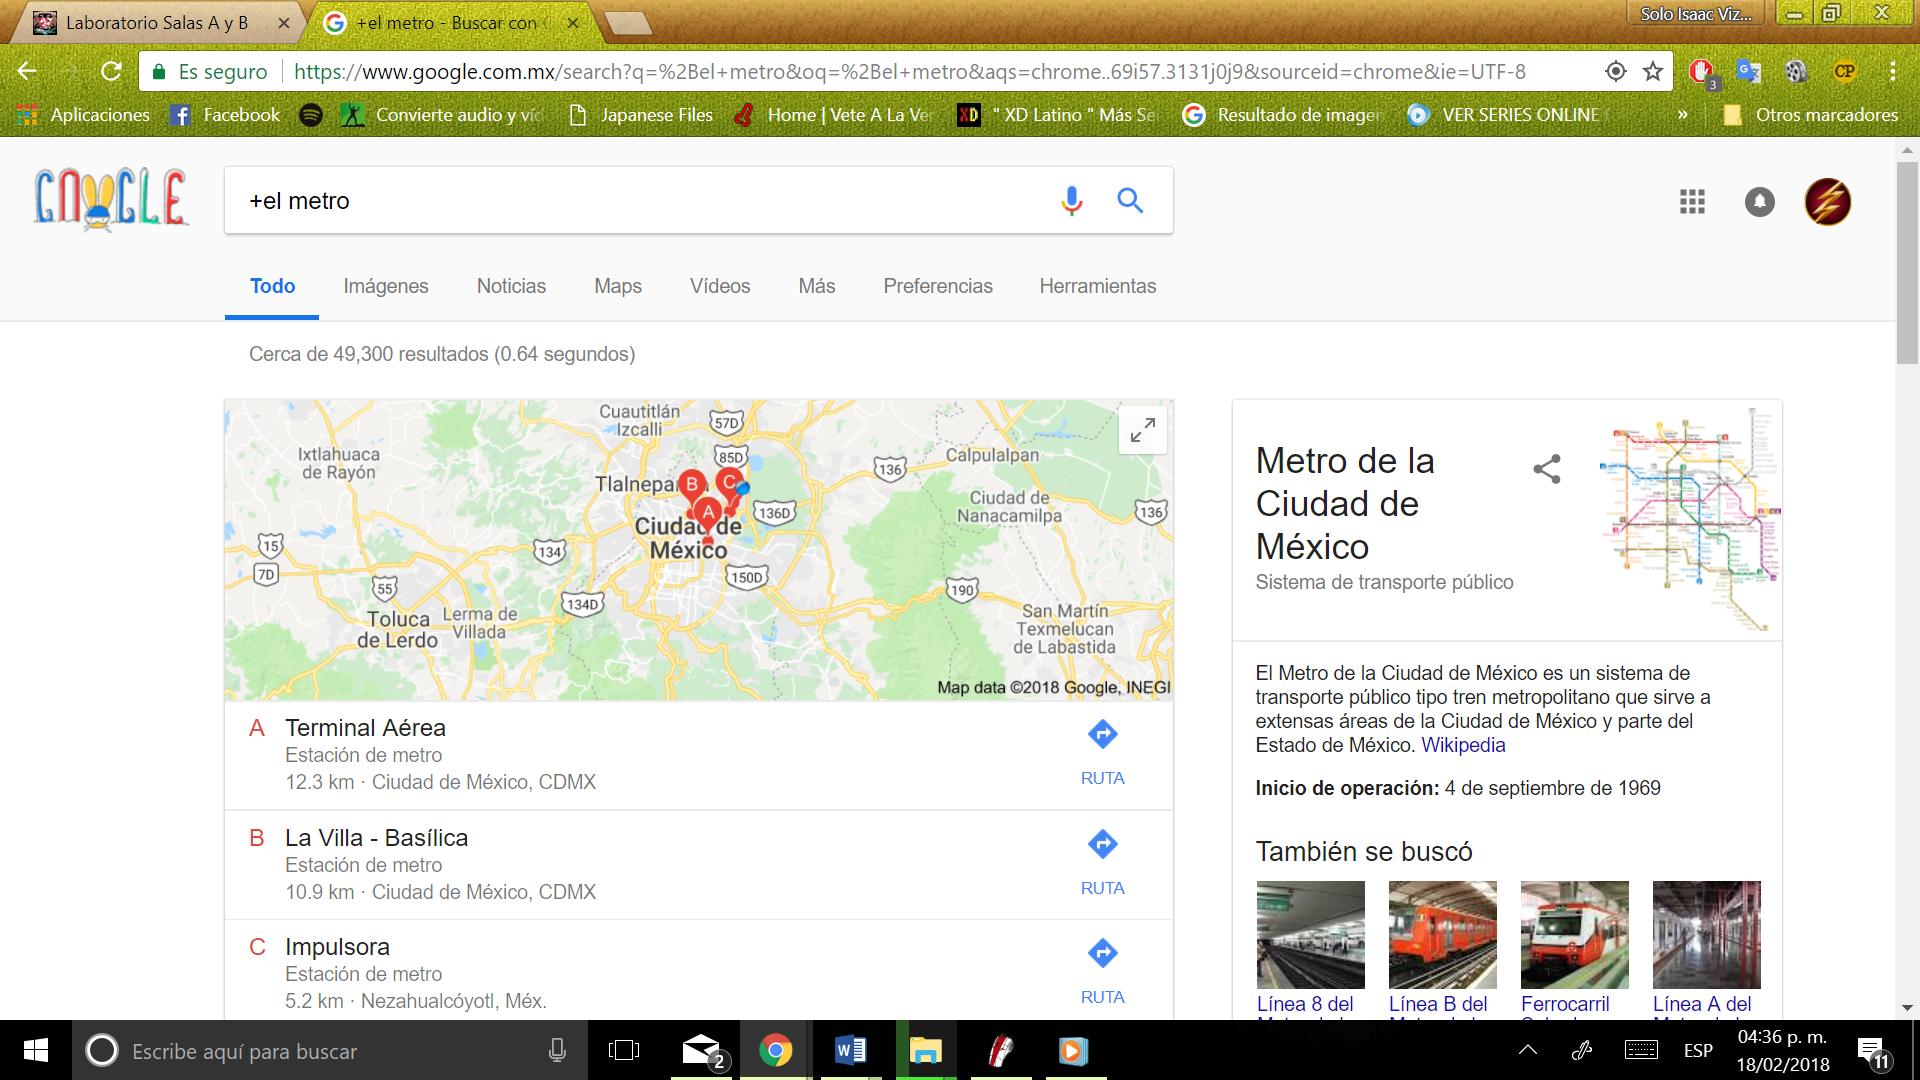 Laboratorio Salas A y B
+el metro - Buscar con G
Solo Isaac Viz...
Es seguro
https://www.google.com.mx/search?q=%2Bel+metro&oq=%2Bel+metro&aqs=chrome..69i57.3131j0j9&sourceid=chrome&ie=UTF-8
3
CP
Aplicaciones
Facebook
Convierte audio y víd
Japanese Files
Home | Vete A La Ver
XD
" XD Latino " Más Se
Resultado de imagen
VER SERIES ONLINE
»
Otros marcadores
+el metro
Todo
Imágenes
Noticias
Maps
Vídeos
Más
Preferencias
Herramientas
Cerca de 49,300 resultados (0.64 segundos)
Cuautitlán
Izcalli
57D
85D
Ixtlahuaca
de Rayón
Tlalnepan
B
C
A
136
Calpulalpan
136D
Ciudad de
Nanacamilpa
136
Ciudad de
México
15
7D
134
150D
55
134D
190
Toluca
de Lerdo
Lerma de
Villada
San Martín
Texmelucan
de Labastida
Map data ©2018 Google, INEGI
A
Terminal Aérea
Estación de metro
12.3 km · Ciudad de México, CDMX
RUTA
B
La Villa - Basílica
Estación de metro
10.9 km · Ciudad de México, CDMX
RUTA
C
Impulsora
Estación de metro
5.2 km · Nezahualcóyotl, Méx.
RUTA
Metro de la
Ciudad de
México
Sistema de transporte público
El Metro de la Ciudad de México es un sistema de
transporte público tipo tren metropolitano que sirve a
extensas áreas de la Ciudad de México y parte del
Estado de México. Wikipedia
Inicio de operación: 4 de septiembre de 1969
También se buscó
Línea 8 del
Línea B del
Ferrocarril
Línea A del
Escribe aquí para buscar
2
ESP
04:36 p. m.
18/02/2018
11